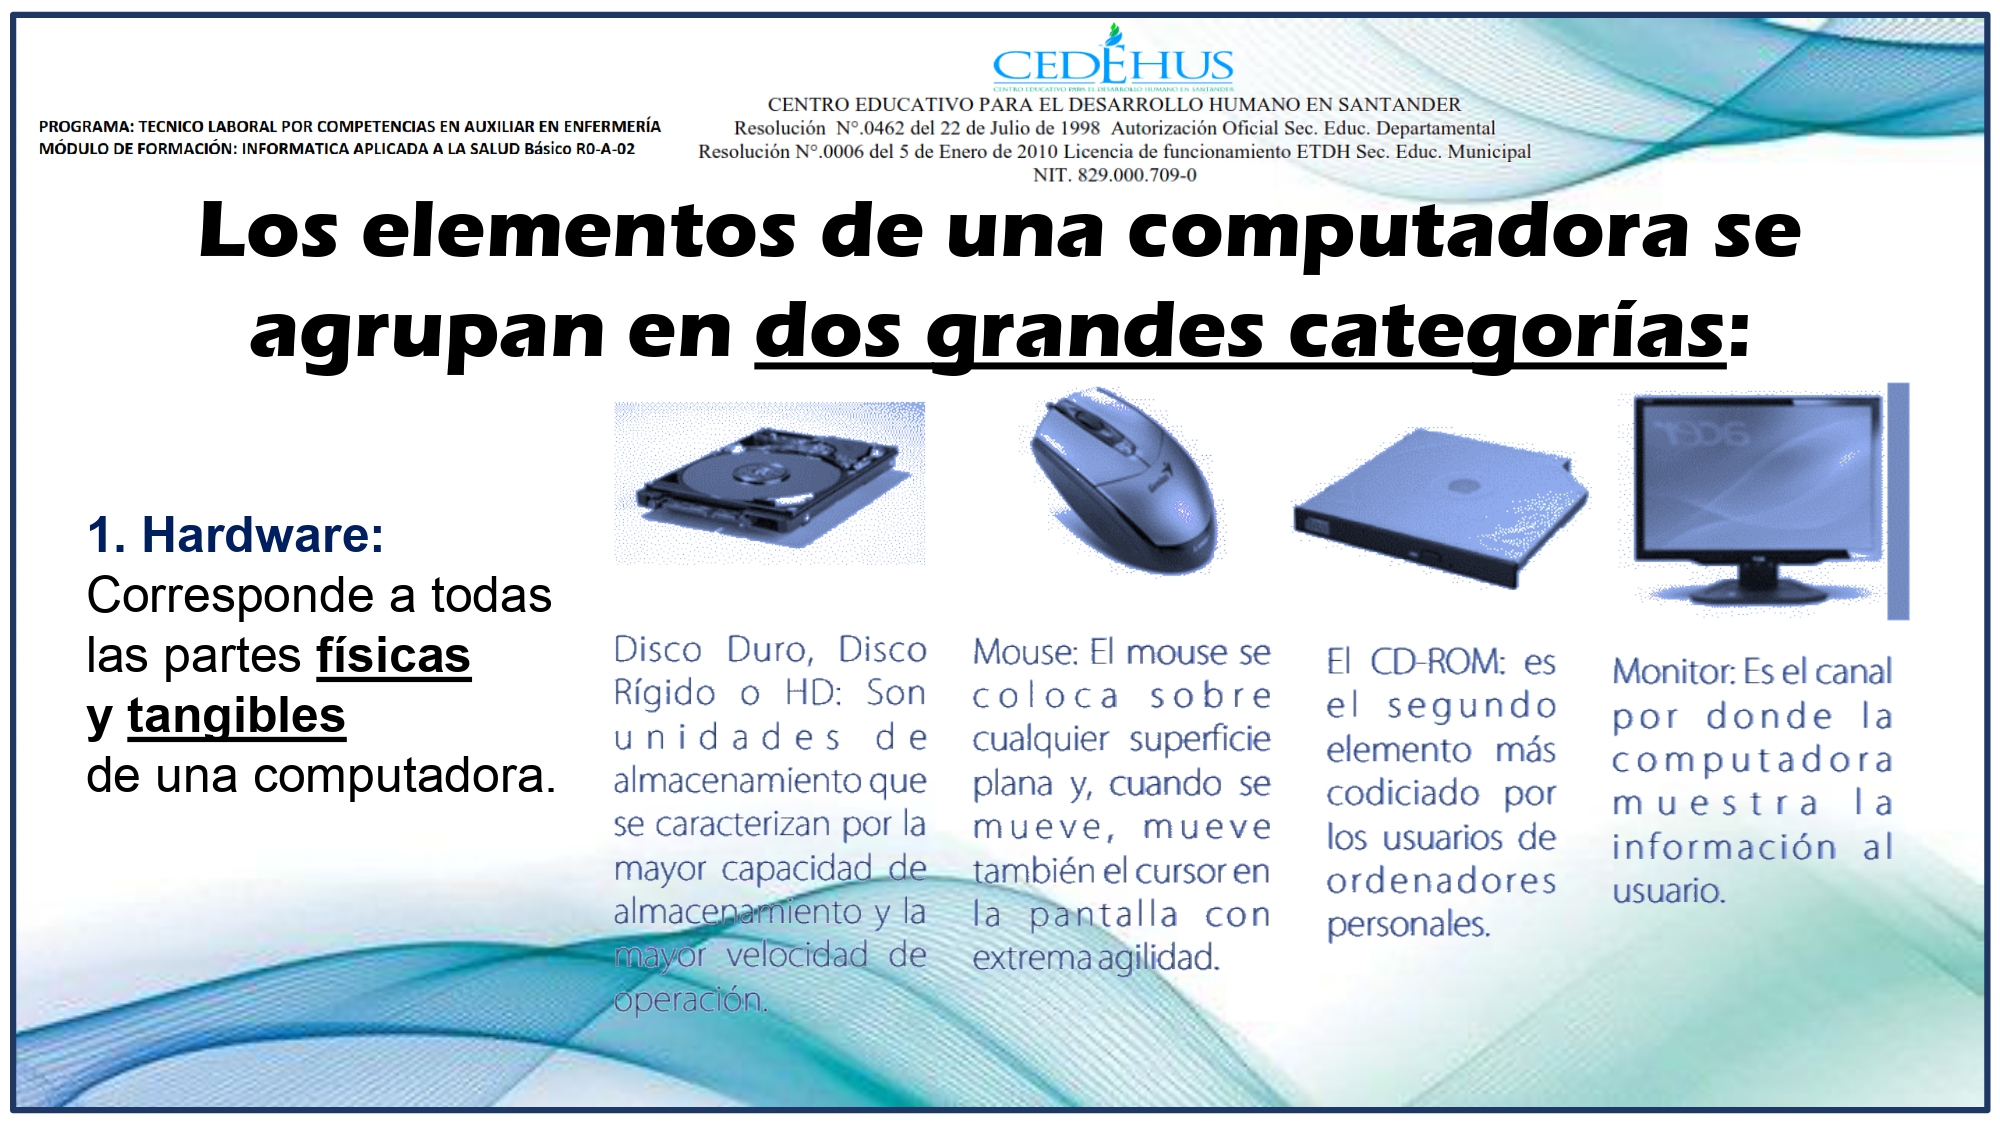 CEDEHUS
CENTRO EDUCATIVO PARA EL DESARROLLO HUMANO EN SANTANDER
CENTRO EDUCATIVO PARA EL DESARROLLO HUMANO EN SANTANDER
Resolución N°.0462 del 22 de Julio de 1998 Autorización Oficial Sec. Educ. Departamental
Resolución N°.0006 del 5 de Enero de 2010 Licencia de funcionamiento ETDH Sec. Educ. Municipal
NIT. 829.000.709-0
PROGRAMA: TECNICO LABORAL POR COMPETENCIAS EN AUXILIAR EN ENFERMERÍA
MÓDULO DE FORMACIÓN: INFORMATICA APLICADA A LA SALUD Básico R0-A-02
Los elementos de una computadora se
agrupan en dos grandes categorías:
1. Hardware:
Corresponde a todas
las partes físicas
y tangibles
de una computadora.
Disco Duro, Disco
Rígido o HD: Son
unidades de
almacenamiento que
se caracterizan por la
mayor capacidad de
almacenamiento y la
mayor velocidad de
operación.
Genius
Mouse: El mouse se
coloca sobre
cualquier superficie
plana y, cuando se
mueve, mueve
también el cursor en
la pantalla con
extrema agilidad.
El CD-ROM: es
el segundo
elemento más
codiciado por
los usuarios de
ordenadores
personales.
acer
Monitor: Es el canal
por donde la
computadora
muestra la
información al
usuario.